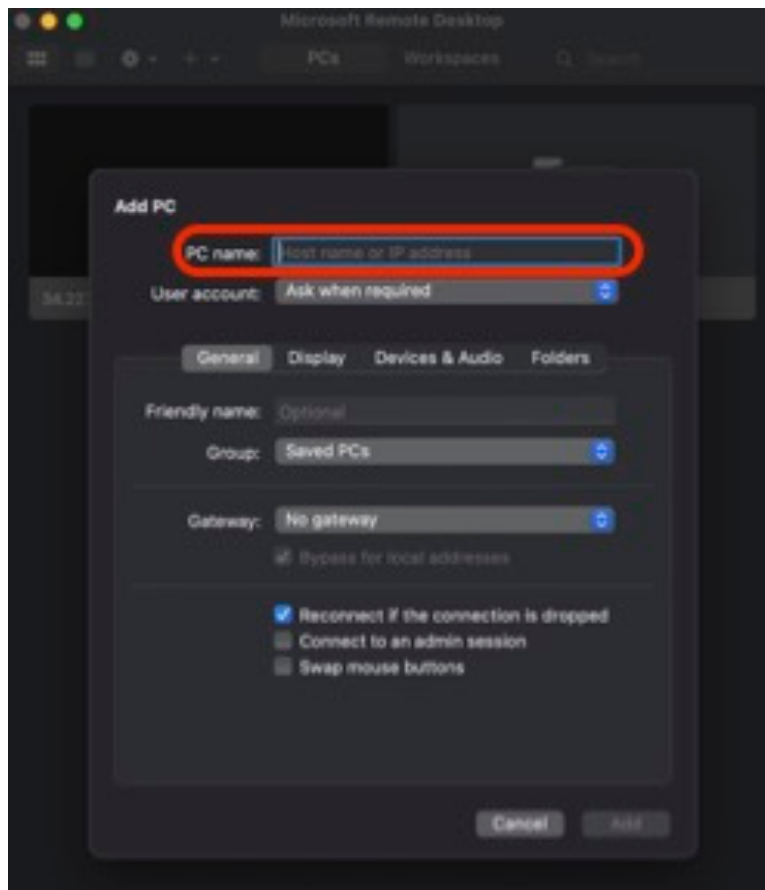 Microsoft Remote Desktop
PCs Workspaces Search
Add PC
PC name: Host name or IP address
34.22
User account: Ask when required
General Display Devices & Audio Folders
Friendly name: Optional
Group: Saved PCs
Gateway: No gateway
Bypass for local addresses
Reconnect if the connection is dropped
Connect to an admin session
Swap mouse buttons
Cancel Add